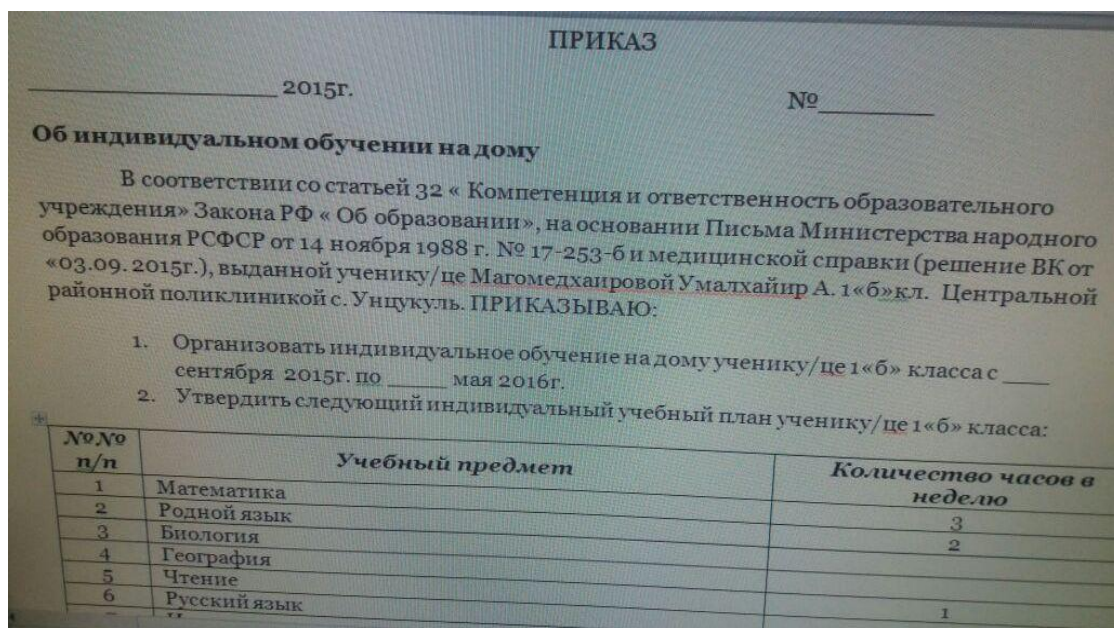 ПРИКАЗ
____________ 2015г. №________
Об индивидуальном обучении на дому
В соответствии со статьей 32 « Компетенция и ответственность образовательного
учреждения» Закона РФ « Об образовании», на основании Письма Министерства народного
образования РСФСР от 14 ноября 1988 г. № 17-253-6 и медицинской справки (решение ВК от
«03.09. 2015г.), выданной ученику/це Магомедхаировой Умалхайир А. 1«б»кл. Центральной
районной поликлиникой с. Унцукуль. ПРИКАЗЫВАЮ:
1. Организовать индивидуальное обучение на дому ученику/це 1«б» класса с ____
сентября 2015г. по _____ мая 2016г.
2. Утвердить следующий индивидуальный учебный план ученику/це 1«б» класса:
№№ п/п Учебный предмет Количество часов в неделю
1 Математика 3
2 Родной язык 2
3 Биология
4 География
5 Чтение
6 Русский язык 1